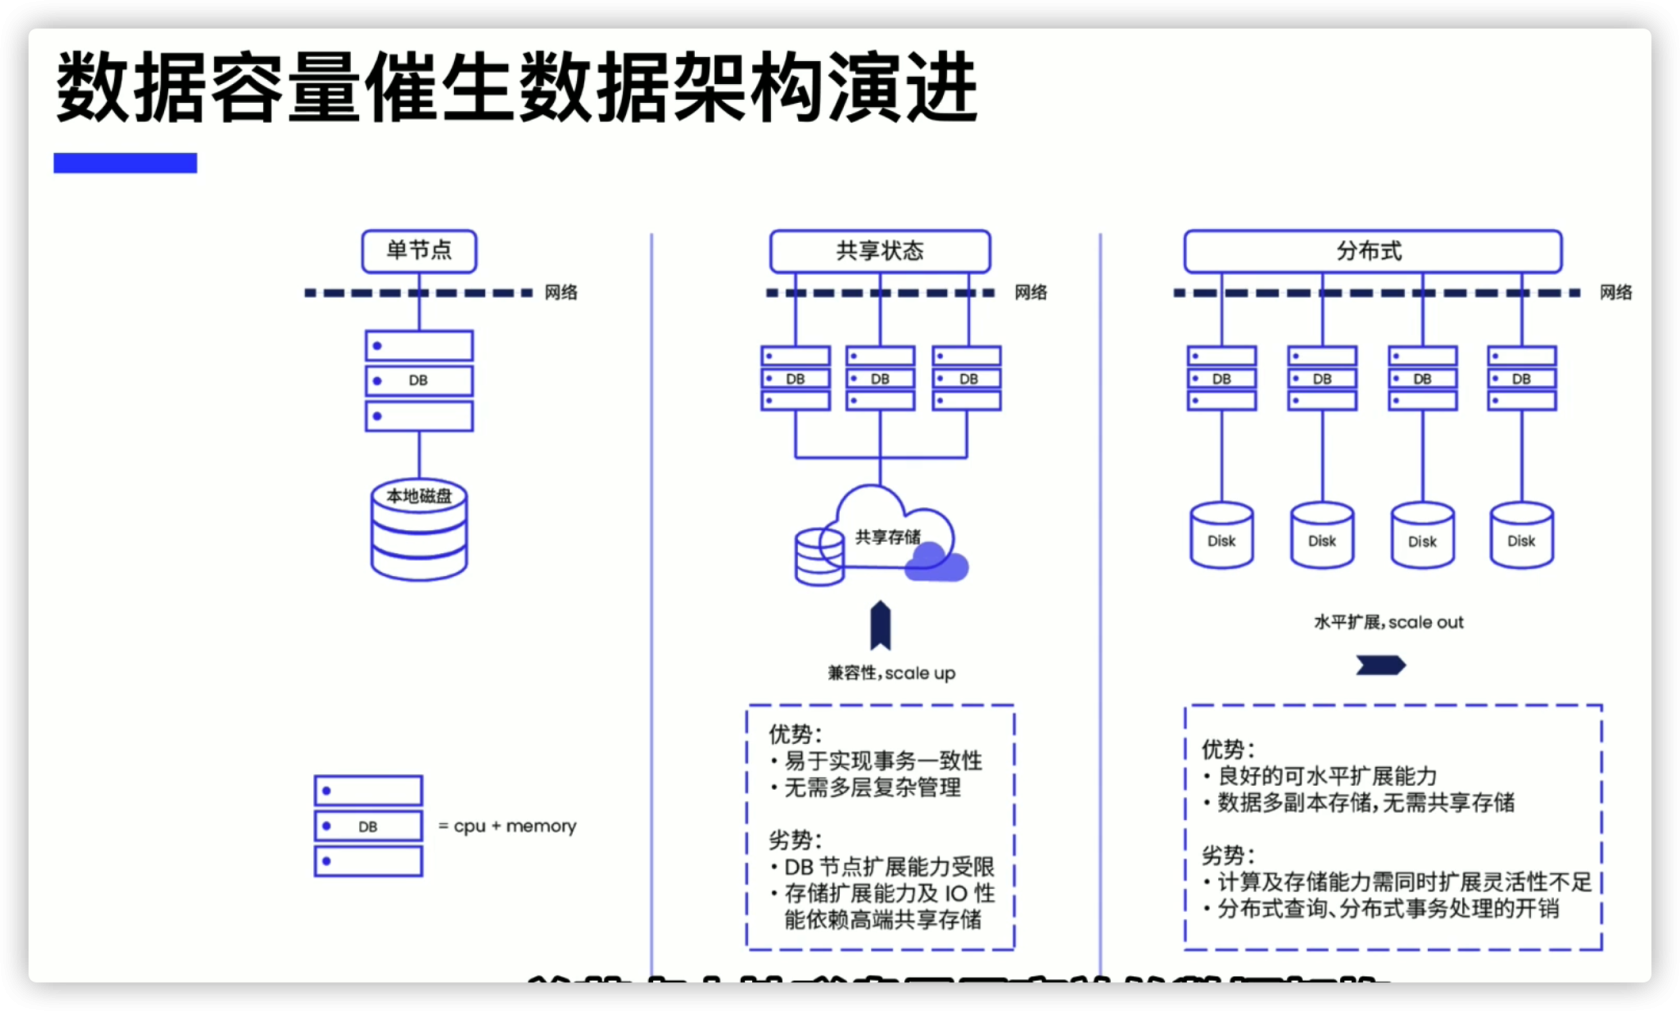 数据容量催生数据架构演进
单节点
网络
DB
本地磁盘
DB
= cpu + memory
共享状态
网络
DB
DB
DB
共享存储
兼容性, scale up
优势：
·易于实现事务一致性
·无需多层复杂管理
劣势：
·DB 节点扩展能力受限
·存储扩展能力及 IO 性
能依赖高端共享存储
分布式
网络
DB
DB
DB
DB
Disk
Disk
Disk
Disk
水平扩展, scale out
优势：
·良好的可水平扩展能力
·数据多副本存储, 无需共享存储
劣势：
·计算及存储能力需同时扩展灵活性不足
·分布式查询、分布式事务处理的开销